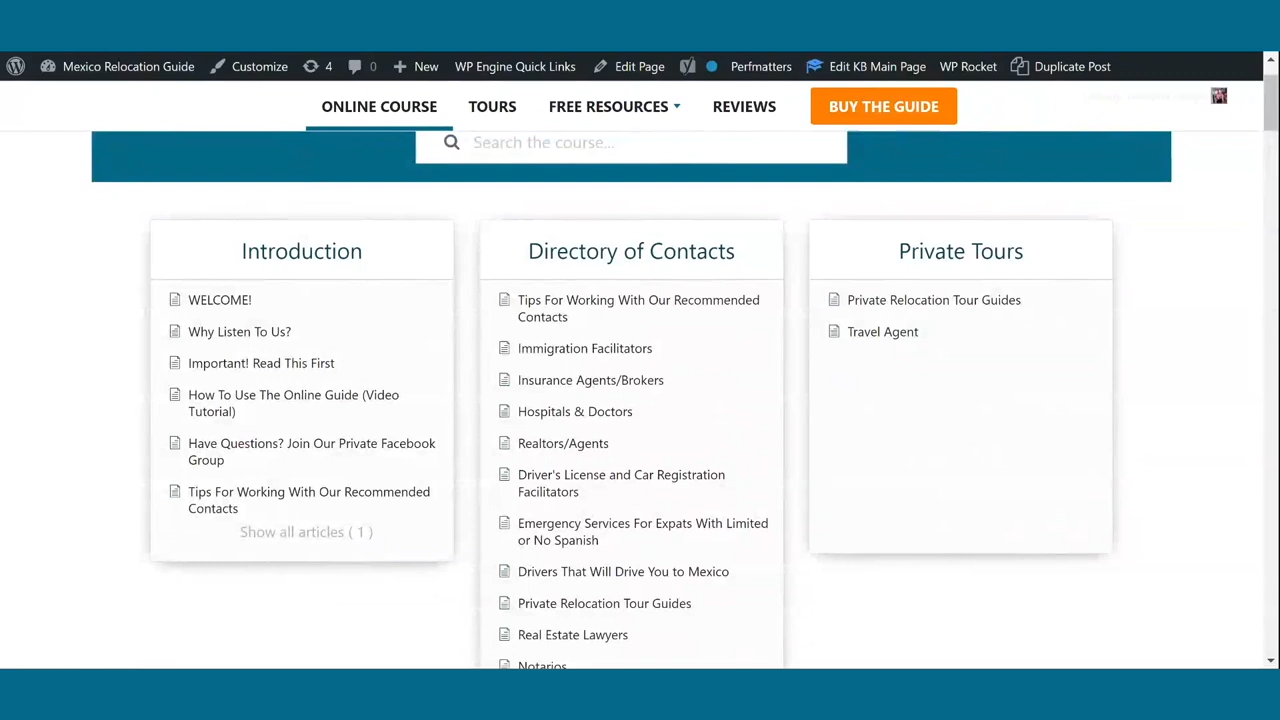 Mexico Relocation Guide Customize 4 0 New WP Engine Quick Links Edit Page Perfmatters Edit KB Main Page WP Rocket Duplicate Post
ONLINE COURSE TOURS FREE RESOURCES REVIEWS BUY THE GUIDE
Search the course...
Introduction
WELCOME!
Why Listen To Us?
Important! Read This First
How To Use The Online Guide (Video
Tutorial)
Have Questions? Join Our Private Facebook
Group
Tips For Working With Our Recommended
Contacts
Show all articles ( 1 )
Directory of Contacts
Tips For Working With Our Recommended
Contacts
Immigration Facilitators
Insurance Agents/Brokers
Hospitals & Doctors
Realtors/Agents
Driver's License and Car Registration
Facilitators
Emergency Services For Expats With Limited
or No Spanish
Drivers That Will Drive You to Mexico
Private Relocation Tour Guides
Real Estate Lawyers
Notarios
Private Tours
Private Relocation Tour Guides
Travel Agent